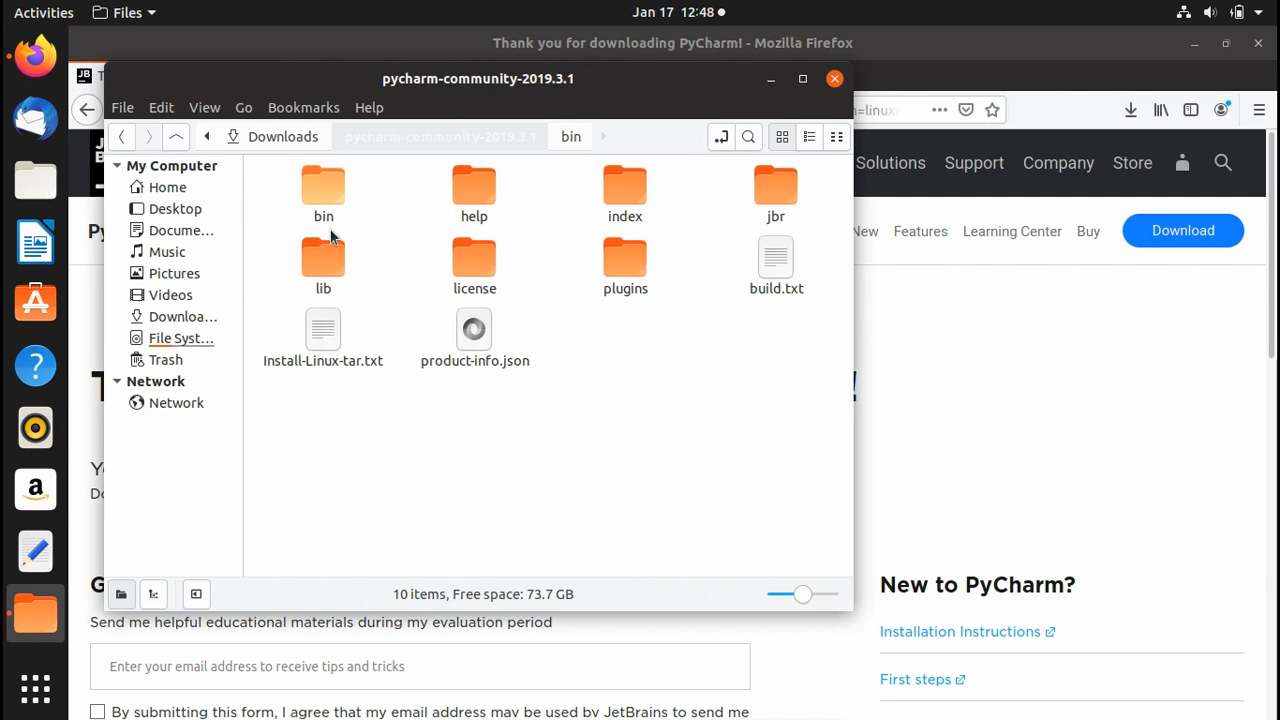 Activities
Files
Jan 17 12:48
Thank you for downloading PyCharm! - Mozilla Firefox
JB
T
pycharm-community-2019.3.1
File Edit View Go Bookmarks Help
=linux
Downloads
pycharm-community-2019.3.1
bin
Solutions Support Company Store
My Computer
Home
Desktop
Docume...
Music
Pictures
Videos
Downloa...
File Syst...
Trash
Network
Network
bin
help
index
jbr
lib
license
plugins
build.txt
Install-Linux-tar.txt
product-info.json
Py
New Features Learning Center Buy Download
T
!
Yo
Do
10 items, Free space: 73.7 GB
G
New to PyCharm?
Send me helpful educational materials during my evaluation period
Installation Instructions
Enter your email address to receive tips and tricks
First steps
By submitting this form, I agree that my email address may be used by JetBrains to send me
a
?